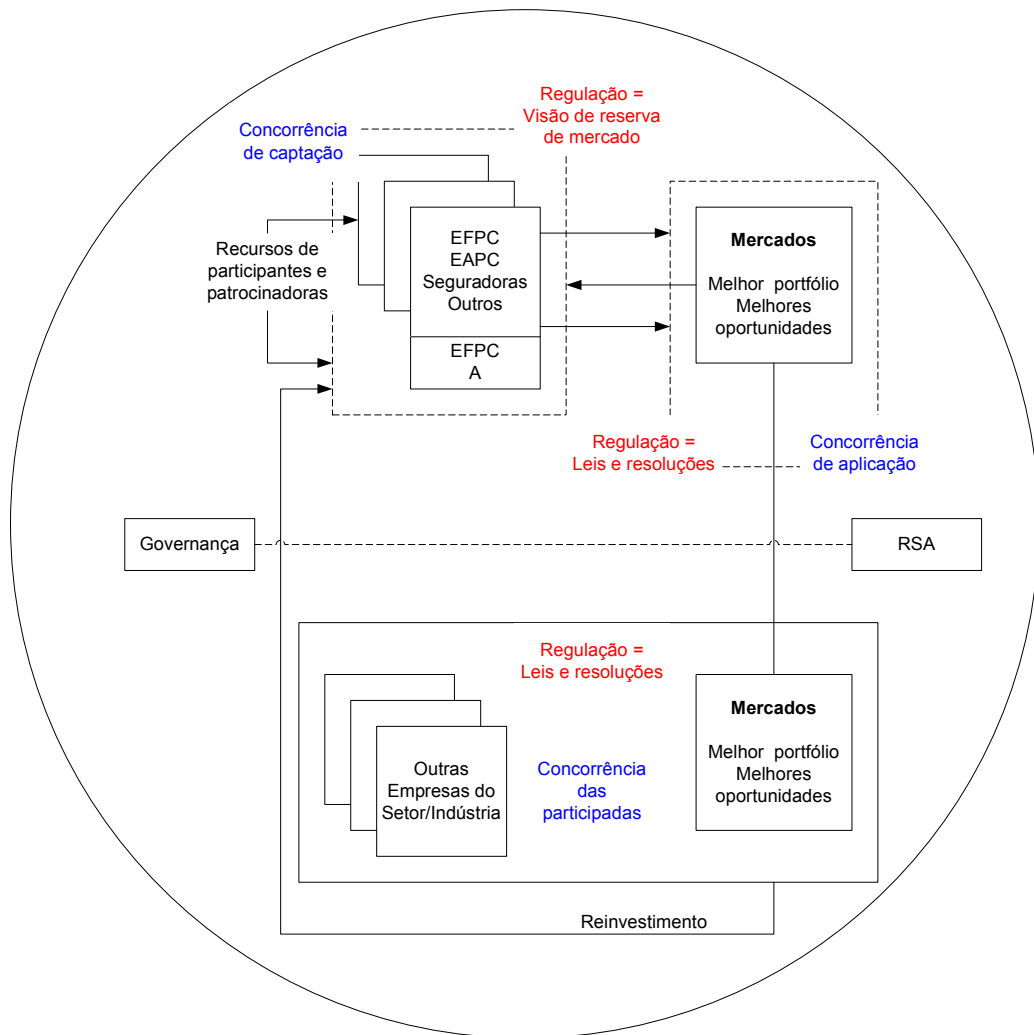 Regulação =
Visão de reserva
de mercado
Concorrência
de captação
Recursos de
participantes e
patrocinadoras
EFPC
EAPC
Seguradoras
Outros
EFPC
A
Mercados
Melhor portfólio
Melhores
oportunidades
Regulação =
Leis e resoluções
Concorrência
de aplicação
Governança
RSA
Regulação =
Leis e resoluções
Outras
Empresas do
Setor/Indústria
Concorrência
das
participadas
Mercados
Melhor portfólio
Melhores
oportunidades
Reinvestimento